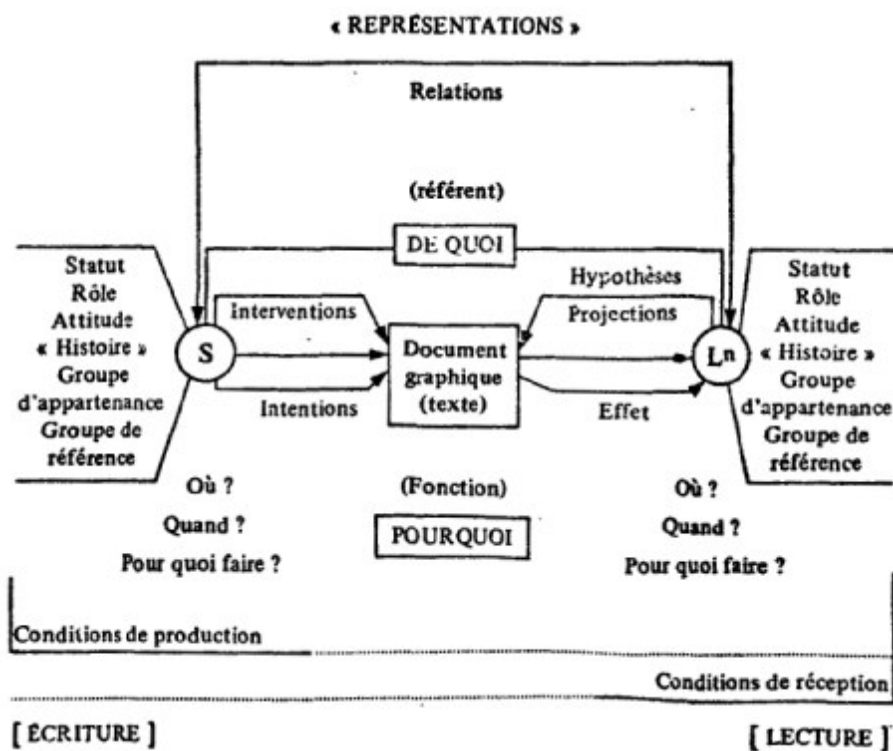 « REPRÉSENTATIONS »
Relations
(référent)
DE QUOI
Statut
Rôle
Attitude
« Histoire »
Groupe
d'appartenance
Groupe de
référence
S
Interventions
Intentions
Document
graphique
(texte)
Hypothèses
Projections
Effet
Lⁿ
Statut
Rôle
Attitude
« Histoire »
Groupe
d'appartenance
Groupe de
référence
Où ?
Quand ?
Pour quoi faire ?
(Fonction)
POURQUOI
Où ?
Quand ?
Pour quoi faire ?
Conditions de production
Conditions de réception
[ ÉCRITURE ]
[ LECTURE ]